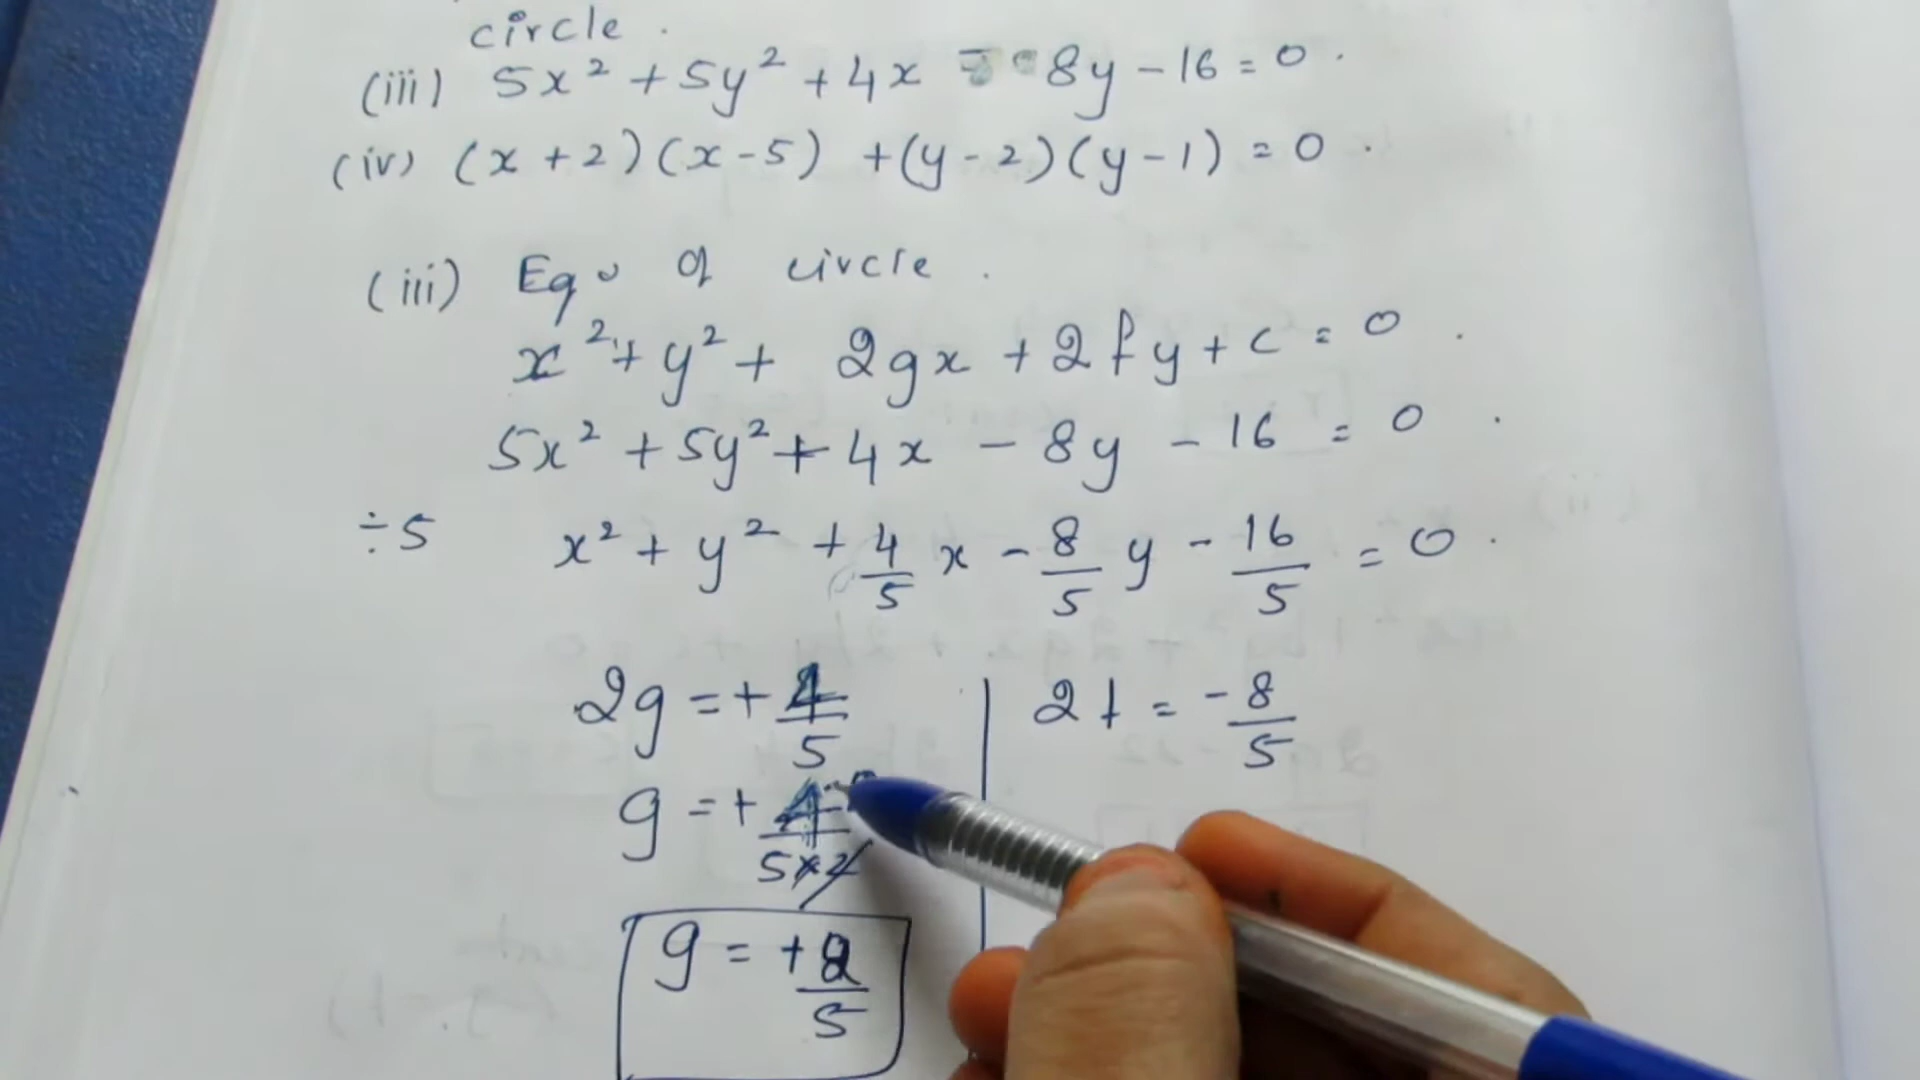 circle.
(iii) 5x² + 5y² + 4x - 8y - 16 = 0.
(iv) (x + 2)(x - 5) + (y - 2)(y - 1) = 0.
(iii) Equ of circle.
x² + y² + 2gx + 2fy + c = 0.
5x² + 5y² + 4x - 8y - 16 = 0.
÷5 x² + y² + 4/5 x - 8/5 y - 16/5 = 0.
2g = + 4/5
g = + 4/5×2
g = + 2/5
2f = - 8/5